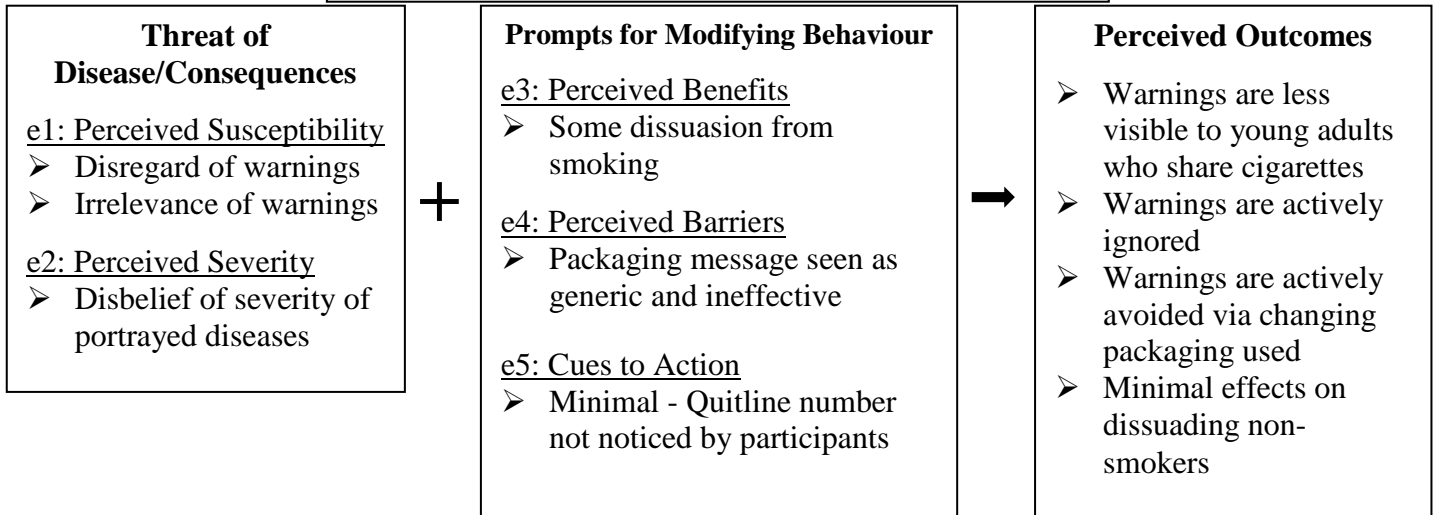 Threat of
Disease/Consequences
e1: Perceived Susceptibility
➢ Disregard of warnings
➢ Irrelevance of warnings
e2: Perceived Severity
➢ Disbelief of severity of
portrayed diseases
+
Prompts for Modifying Behaviour
e3: Perceived Benefits
➢ Some dissuasion from
smoking
e4: Perceived Barriers
➢ Packaging message seen as
generic and ineffective
e5: Cues to Action
➢ Minimal - Quitline number
not noticed by participants
Perceived Outcomes
➢ Warnings are less
visible to young adults
who share cigarettes
➢ Warnings are actively
ignored
➢ Warnings are actively
avoided via changing
packaging used
➢ Minimal effects on
dissuading non-
smokers